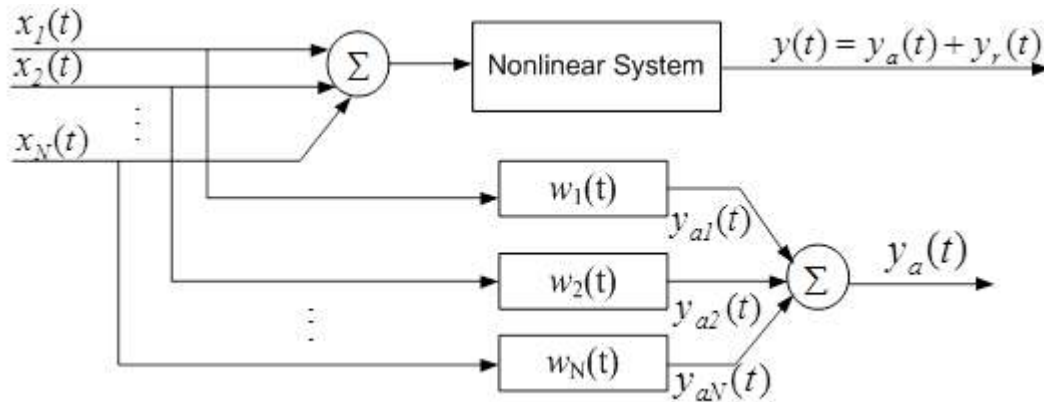 x1(t)
x2(t)
xN(t)
Σ
Nonlinear System
y(t) = ya(t) + yr(t)
w1(t)
ya1(t)
w2(t)
ya2(t)
wN(t)
yaN(t)
Σ
ya(t)